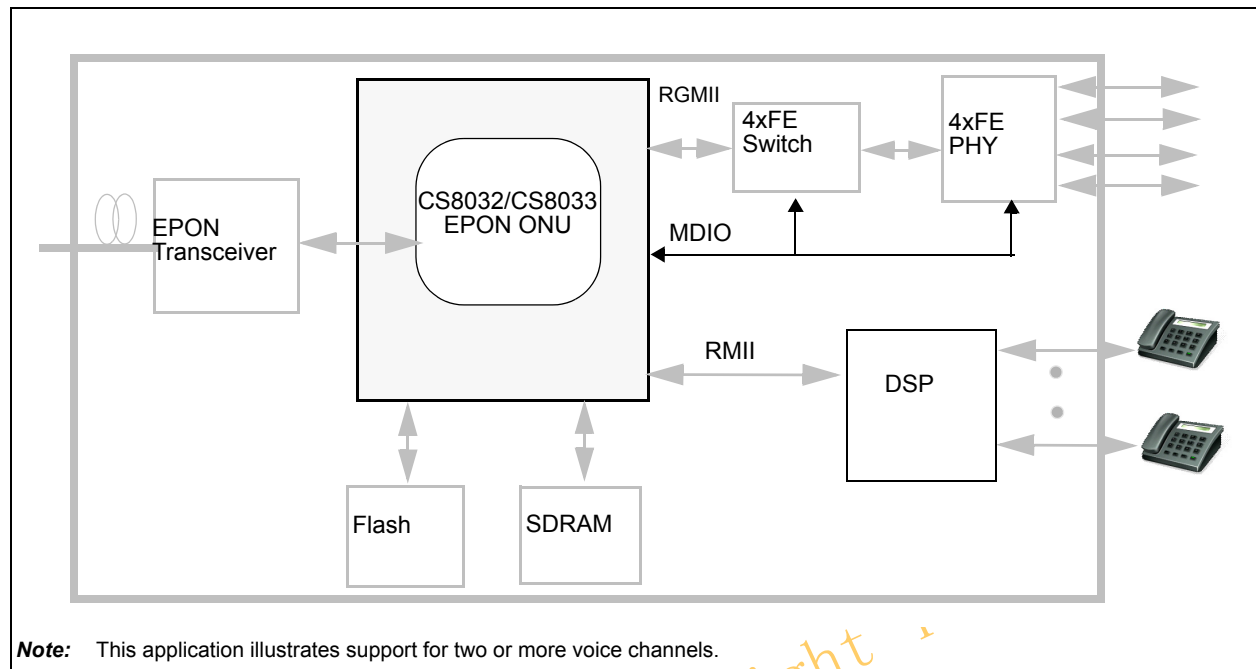 RGMII
4xFE
Switch
4xFE
PHY
CS8032/CS8033
EPON ONU
EPON
Transceiver
MDIO
RMII
DSP
Flash
SDRAM
Note: This application illustrates support for two or more voice channels.